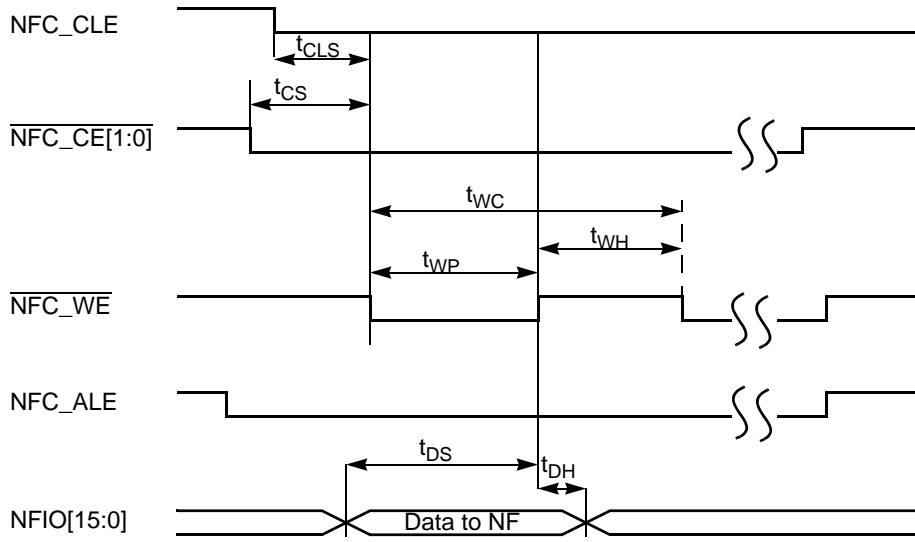 NFC_CLE
tCLS
tCS
NFC_CE[1:0]
tWC
tWH
tWP
NFC_WE
NFC_ALE
tDS
tDH
NFIO[15:0]
Data to NF